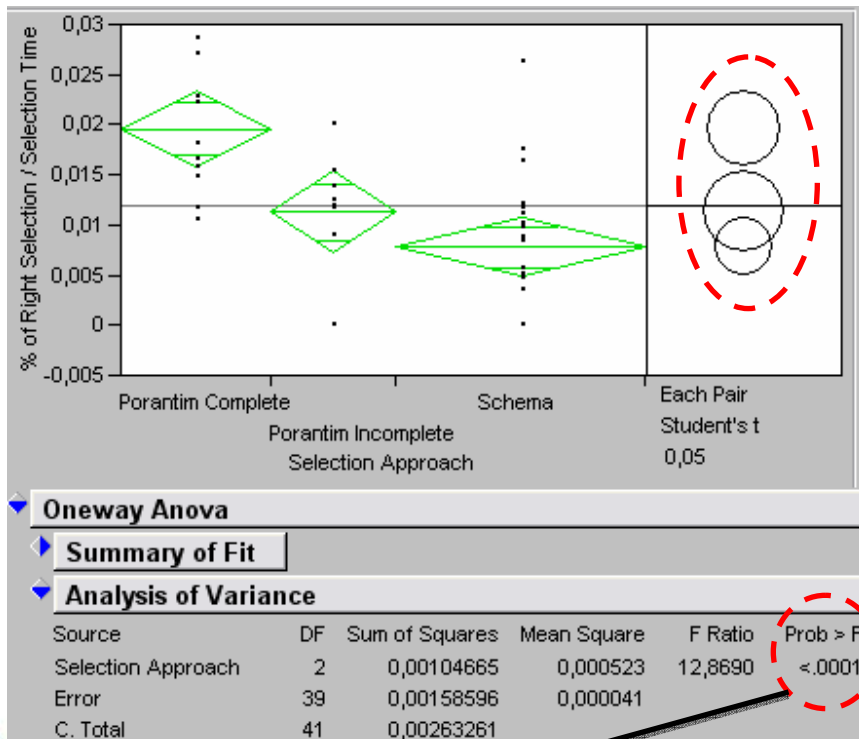 % of Right Selection / Selection Time
0,03
0,025
0,02
0,015
0,01
0,005
0
-0,005
Porantim Complete
Porantim Incomplete
Schema
Selection Approach
Each Pair
Student's t
0,05
Oneway Anova
Summary of Fit
Analysis of Variance
Source DF Sum of Squares Mean Square F Ratio Prob > F
Selection Approach 2 0,00104665 0,000523 12,8690 <.0001
Error 39 0,00158596 0,000041
C. Total 41 0,00263261